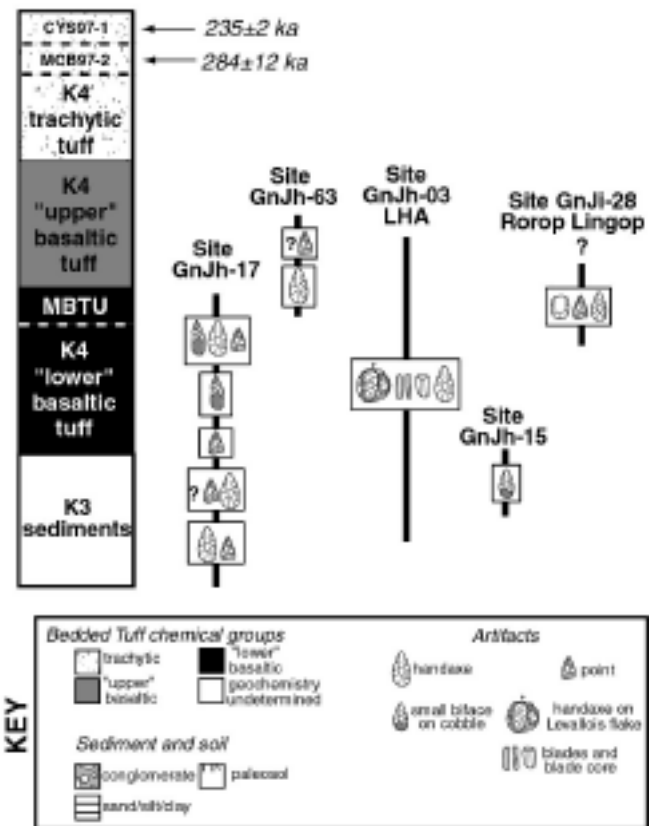 CYS97-1
235±2 ka
MCB97-2
284±12 ka
K4
trachytic
tuff
K4
"upper"
basaltic
tuff
MBTU
K4
"lower"
basaltic
tuff
K3
sediments
Site
GnJh-17
?
Site
GnJh-63
?
Site
GnJh-03
LHA
Site
GnJh-15
Site GnJi-28
Rorop Lingop
?
KEY
Bedded Tuff chemical groups
trachytic
"lower"
basaltic
"upper"
basaltic
geochemistry
undetermined
Sediment and soil
conglomerate
paleosol
sand/silt/clay
Artifacts
handaxe
point
small biface
on cobble
handaxe on
Levallois flake
blades and
blade core